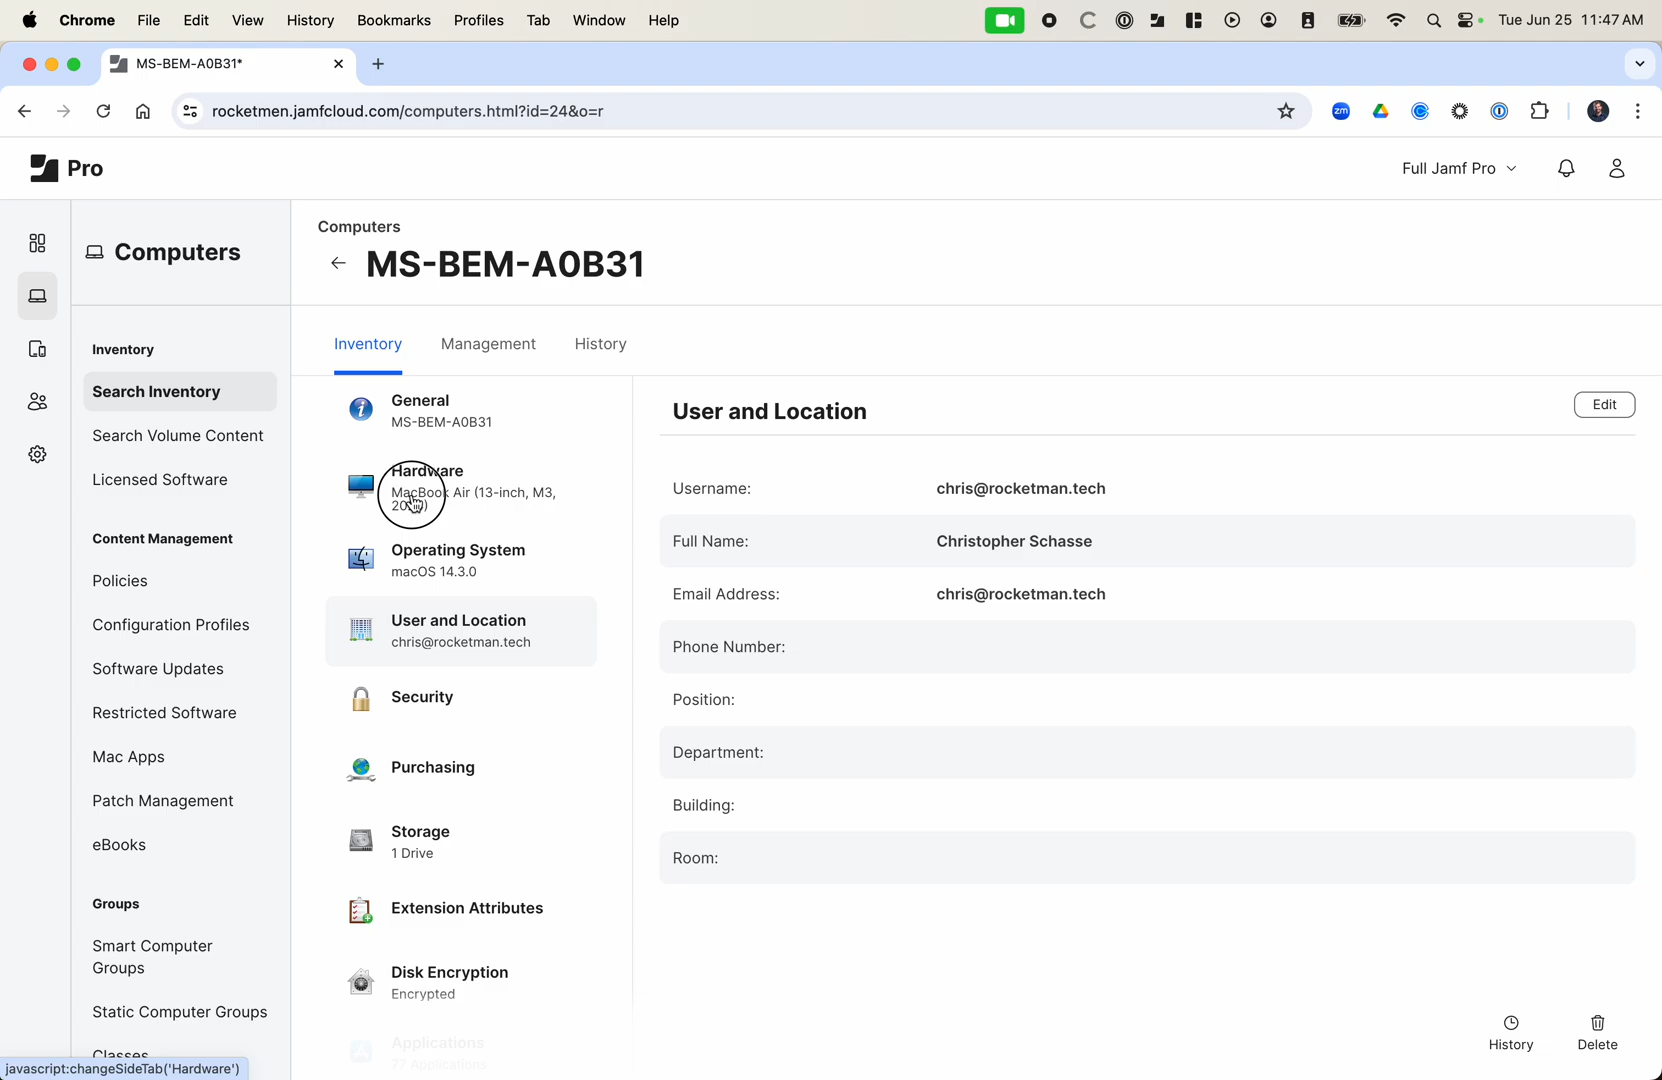 Chrome File Edit View History Bookmarks Profiles Tab Window Help Tue Jun 25 11:47 AM
MS-BEM-A0B31*
rocketmen.jamfcloud.com/computers.html?id=24&o=r
zm
Pro
Full Jamf Pro
Computers
Computers
MS-BEM-A0B31
Inventory Management History
Inventory
Search Inventory
Search Volume Content
Licensed Software
Content Management
Policies
Configuration Profiles
Software Updates
Restricted Software
Mac Apps
Patch Management
eBooks
Groups
Smart Computer
Groups
Static Computer Groups
Classes
javascript:changeSideTab('Hardware')
General
MS-BEM-A0B31
Hardware
MacBook Air (13-inch, M3,
Operating System
macOS 14.3.0
User and Location
chris@rocketman.tech
Security
Purchasing
Storage
1 Drive
Extension Attributes
Disk Encryption
Encrypted
Applications
77 Applications
User and Location
Edit
Username: chris@rocketman.tech
Full Name: Christopher Schasse
Email Address: chris@rocketman.tech
Phone Number:
Position:
Department:
Building:
Room:
History Delete